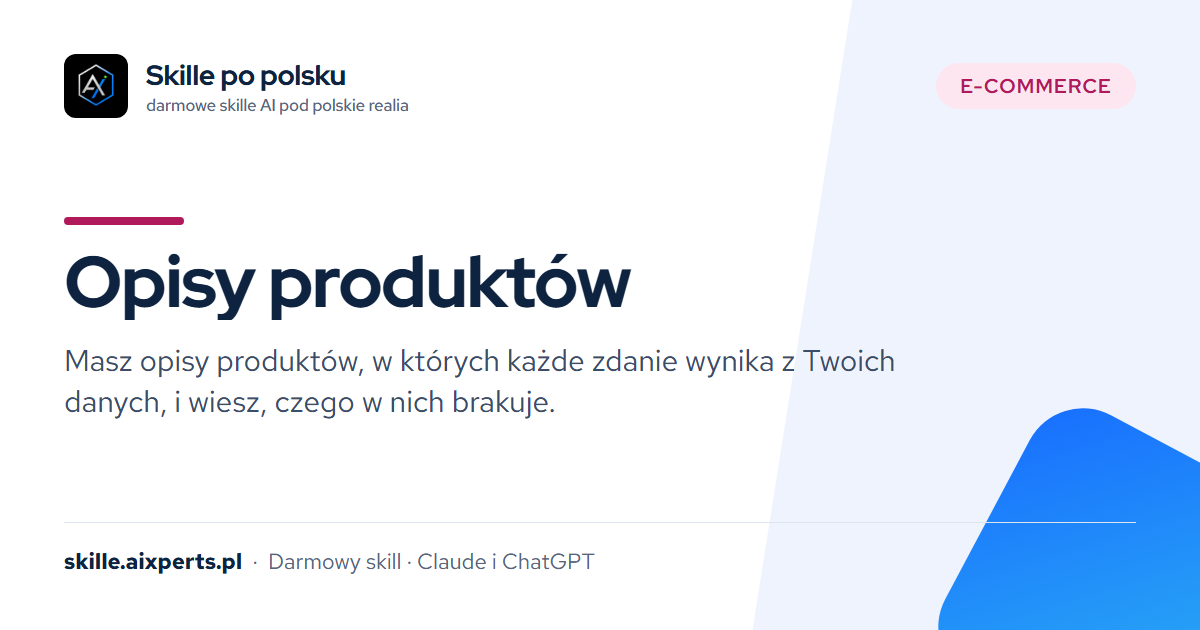 Skille po polsku
darmowe skille AI pod polskie realia
E-COMMERCE
Opisy produktów
Masz opisy produktów, w których każde zdanie wynika z Twoich
danych, i wiesz, czego w nich brakuje.
skille.aixperts.pl · Darmowy skill · Claude i ChatGPT